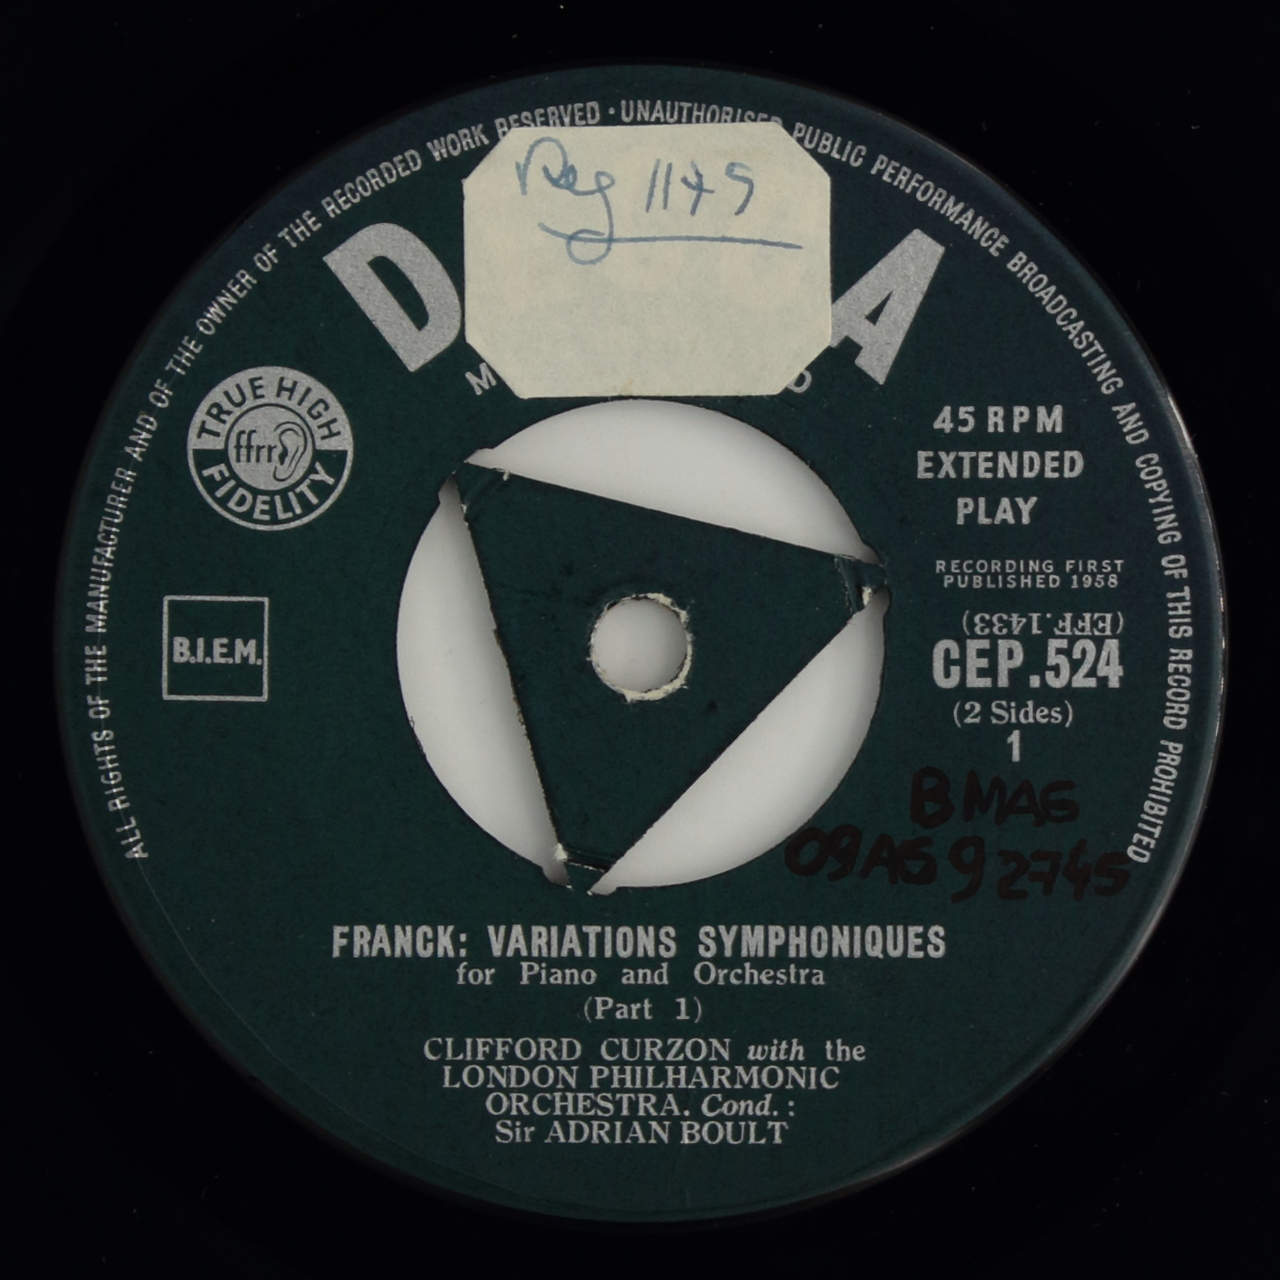 ALL RIGHTS OF THE MANUFACTURER AND OF THE OWNER OF THE RECORDED WORK RESERVED · UNAUTHORISED PUBLIC PERFORMANCE BROADCASTING AND COPYING OF THIS RECORD PROHIBITED
Reg 1149
D A
TRUE HIGH
ffrr
FIDELITY
45 RPM
EXTENDED
PLAY
RECORDING FIRST
PUBLISHED 1958
(EFF.1433)
B.I.E.M.
CEP.524
(2 Sides)
1
BMAG
09AG92745
FRANCK: VARIATIONS SYMPHONIQUES
for Piano and Orchestra
(Part 1)
CLIFFORD CURZON with the
LONDON PHILHARMONIC
ORCHESTRA. Cond.:
Sir ADRIAN BOULT